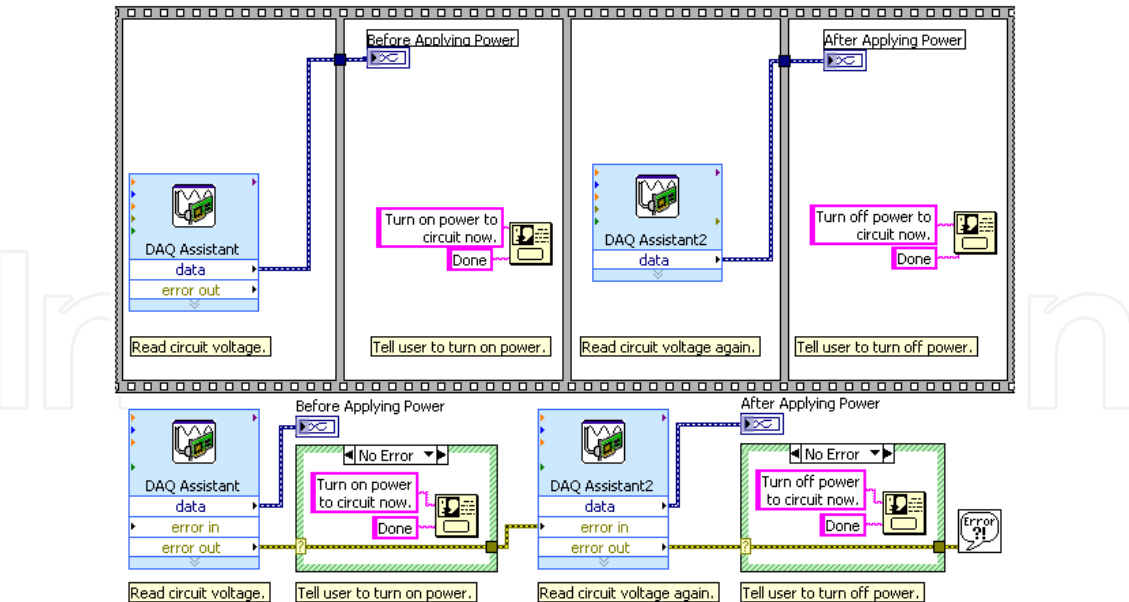 Before Applying Power
After Applying Power
Turn on power to
circuit now.
Done
DAQ Assistant
data
error out
DAQ Assistant2
data
Turn off power to
circuit now.
Done
Read circuit voltage.
Tell user to turn on power.
Read circuit voltage again.
Tell user to turn off power.
Before Applying Power
After Applying Power
DAQ Assistant
data
error in
error out
No Error
Turn on power
to circuit now.
Done
DAQ Assistant2
data
error in
error out
No Error
Turn off power
to circuit now.
Done
?
?
Error
?!
Read circuit voltage.
Tell user to turn on power.
Read circuit voltage again.
Tell user to turn off power.